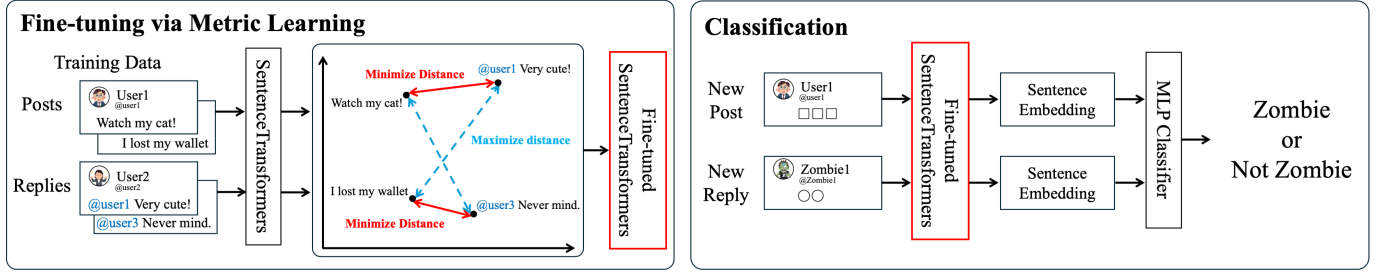 Fine-tuning via Metric Learning
Training Data
Posts
User1
@user1
Watch my cat!
I lost my wallet
Replies
User2
@user2
@user1 Very cute!
@user3 Never mind.
SentenceTransformers
Minimize Distance
@user1 Very cute!
Watch my cat!
Maximize distance
I lost my wallet
@user3 Never mind.
Minimize Distance
Fine-tuned
SentenceTransformers
Classification
New
Post
User1
@user1
□□□
New
Reply
Zombie1
@Zombie1
○○
Fine-tuned
SentenceTransformers
Sentence
Embedding
Sentence
Embedding
MLP Classifier
Zombie
or
Not Zombie